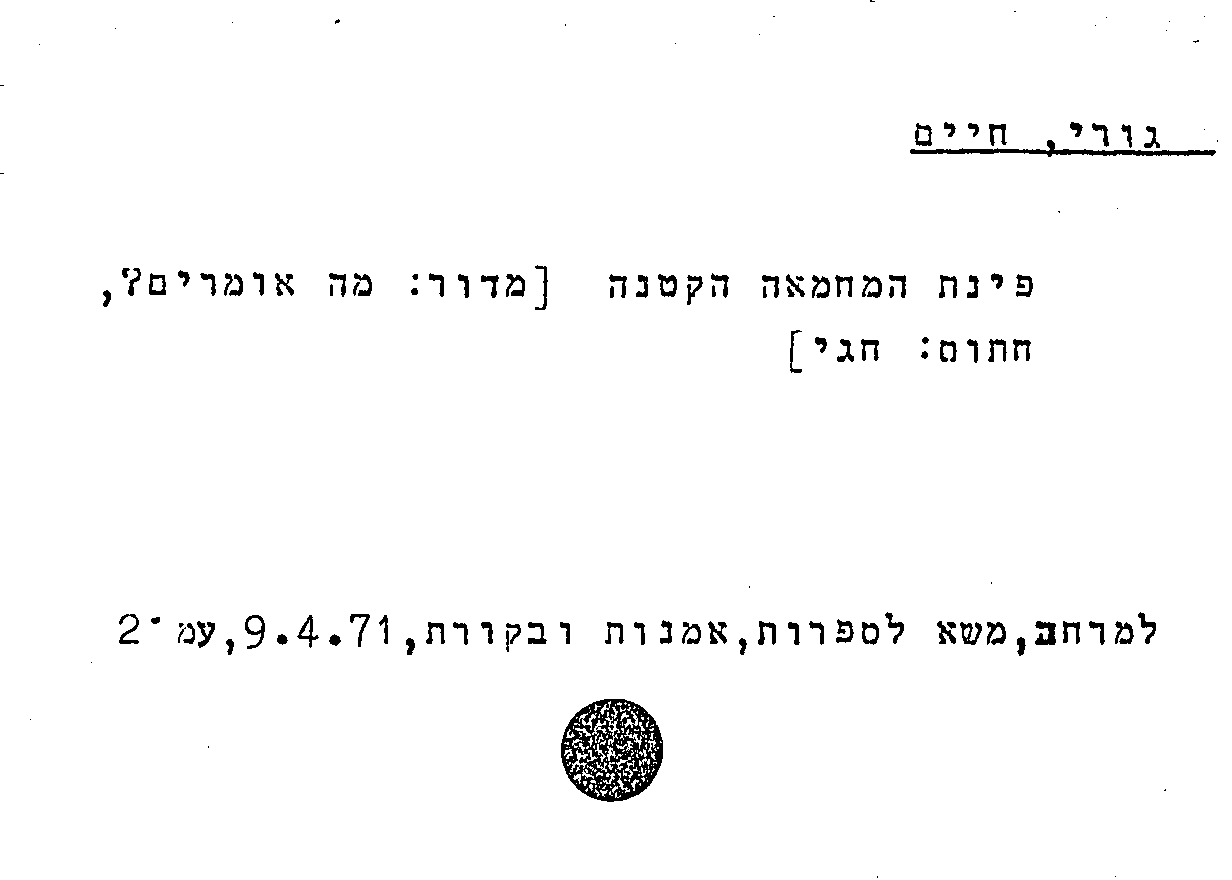 גורי, חיים
פינת המחמאה הקטנה [מדור: מה אומרים?,
חתום: חגי]
למרחב,משא לספרות,אמנות ובקורת,9.4.71,עמ' 2